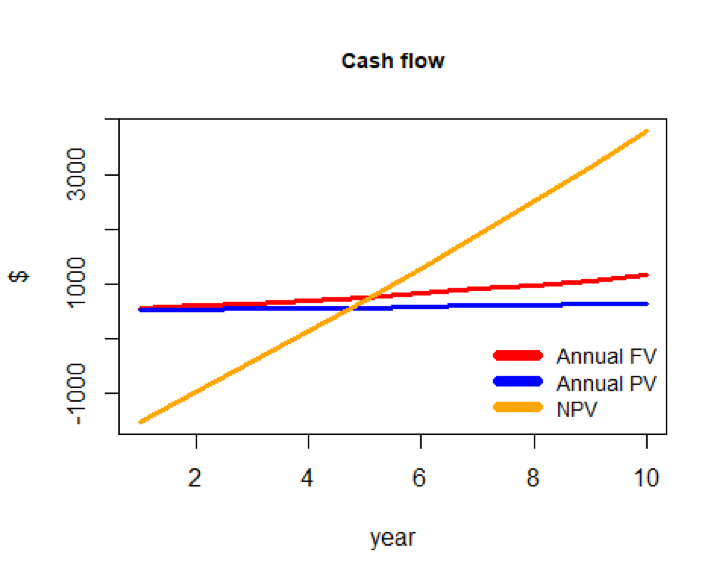 Cash flow
3000
1000
-1000
$
Annual FV
Annual PV
NPV
2 4 6 8 10
year